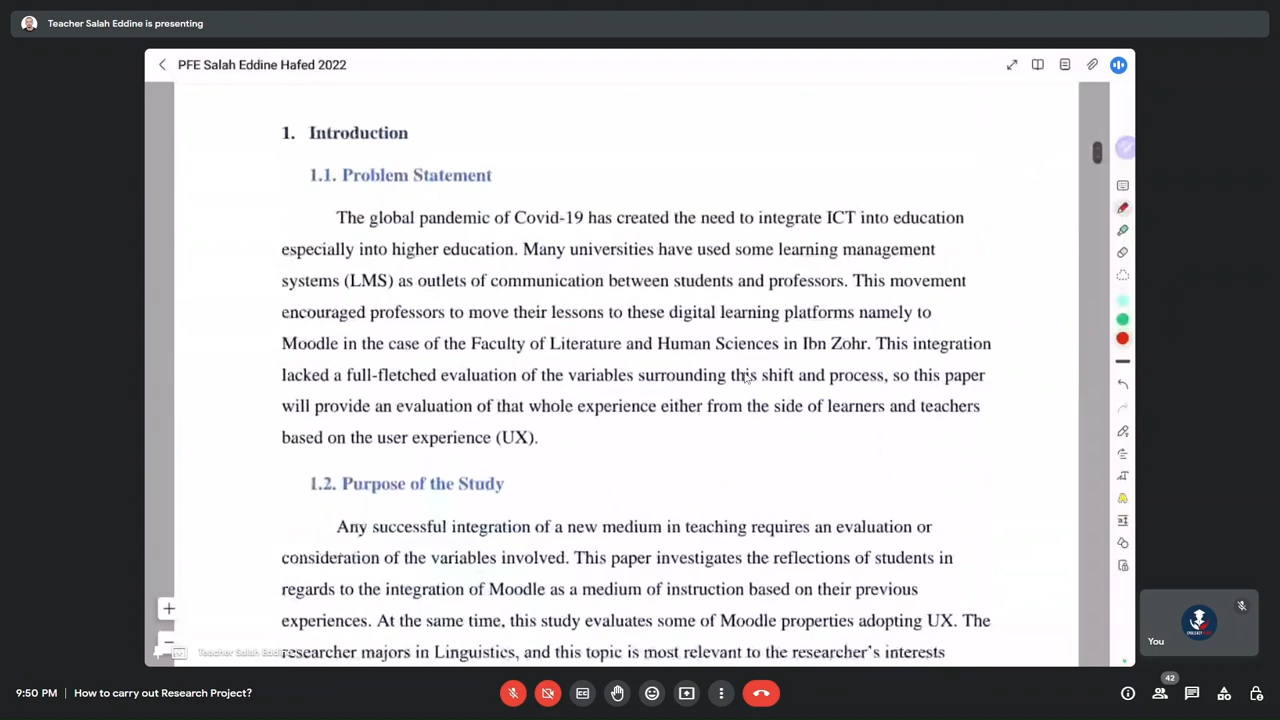 Teacher Salah Eddine is presenting
PFE Salah Eddine Hafed 2022
1. Introduction
1.1. Problem Statement
The global pandemic of Covid-19 has created the need to integrate ICT into education
especially into higher education. Many universities have used some learning management
systems (LMS) as outlets of communication between students and professors. This movement
encouraged professors to move their lessons to these digital learning platforms namely to
Moodle in the case of the Faculty of Literature and Human Sciences in Ibn Zohr. This integration
lacked a full-fletched evaluation of the variables surrounding this shift and process, so this paper
will provide an evaluation of that whole experience either from the side of learners and teachers
based on the user experience (UX).
1.2. Purpose of the Study
Any successful integration of a new medium in teaching requires an evaluation or
consideration of the variables involved. This paper investigates the reflections of students in
regards to the integration of Moodle as a medium of instruction based on their previous
experiences. At the same time, this study evaluates some of Moodle properties adopting UX. The
researcher majors in Linguistics, and this topic is most relevant to the researcher's interests
Teacher Salah Eddine
You
42
9:50 PM | How to carry out Research Project?